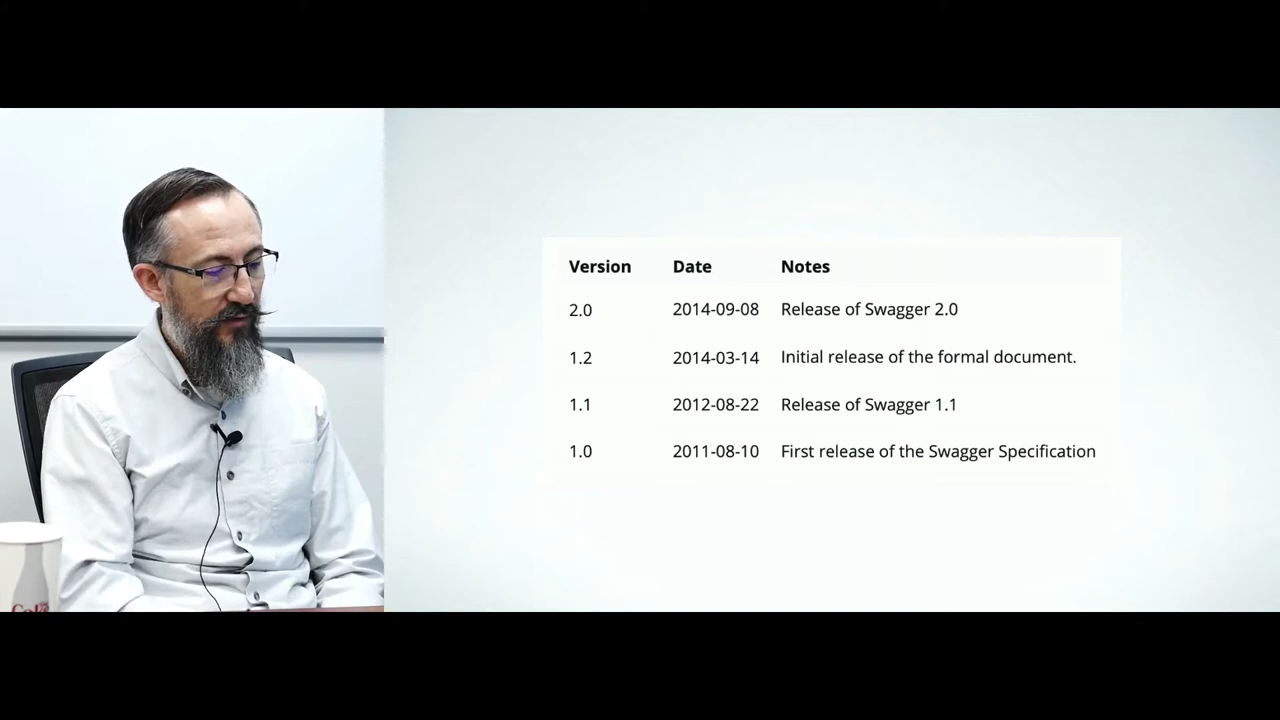 Version Date Notes
2.0 2014-09-08 Release of Swagger 2.0
1.2 2014-03-14 Initial release of the formal document.
1.1 2012-08-22 Release of Swagger 1.1
1.0 2011-08-10 First release of the Swagger Specification
Coke